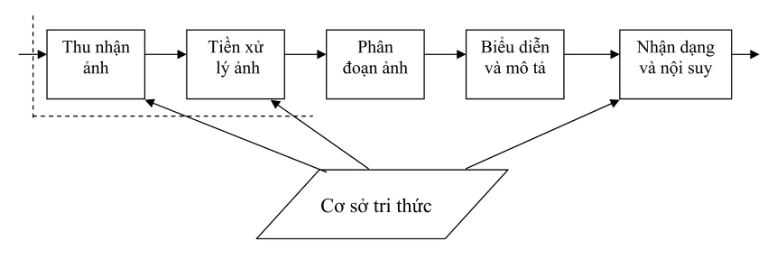 Thu nhận
ảnh
Tiền xử
lý ảnh
Phân
đoạn ảnh
Biểu diễn
và mô tả
Nhận dạng
và nội suy
Cơ sở tri thức